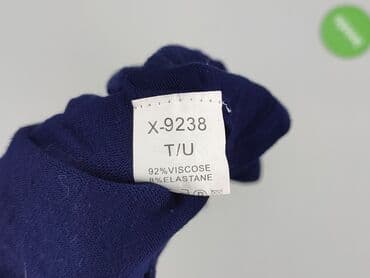 X-9238
T/U
92%VISCOSE
8%ELASTANE